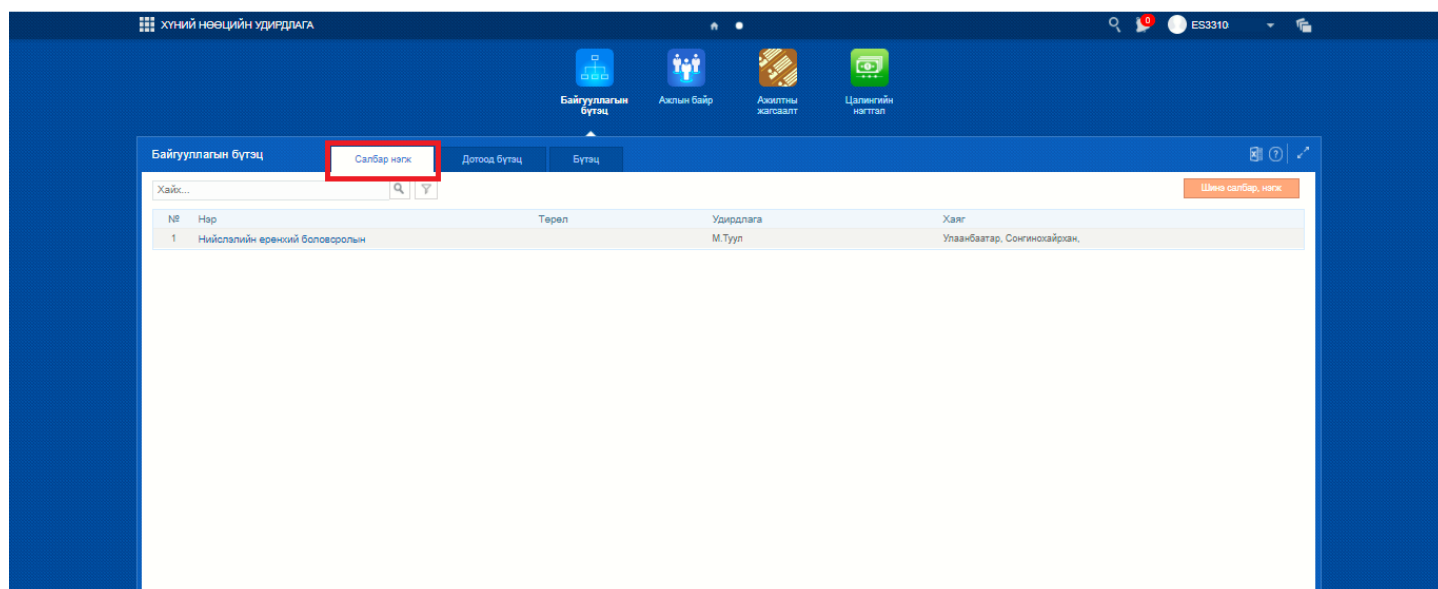 ХҮНИЙ НӨӨЦИЙН УДИРДЛАГА
0
ES3310
Байгууллагын бүтэц
Ажлын байр
Ажилтны жагсаалт
Цалингийн нэгтгэл
Байгууллагын бүтэц
Салбар нэгж
Дотоод бүтэц
Бүтэц
Хайх...
Шинэ салбар, нэгж
№ Нэр Төрөл Удирдлага Хаяг
1 Нийслэлийн ерөнхий боловсролын М.Туул Улаанбаатар, Сонгинохайрхан,